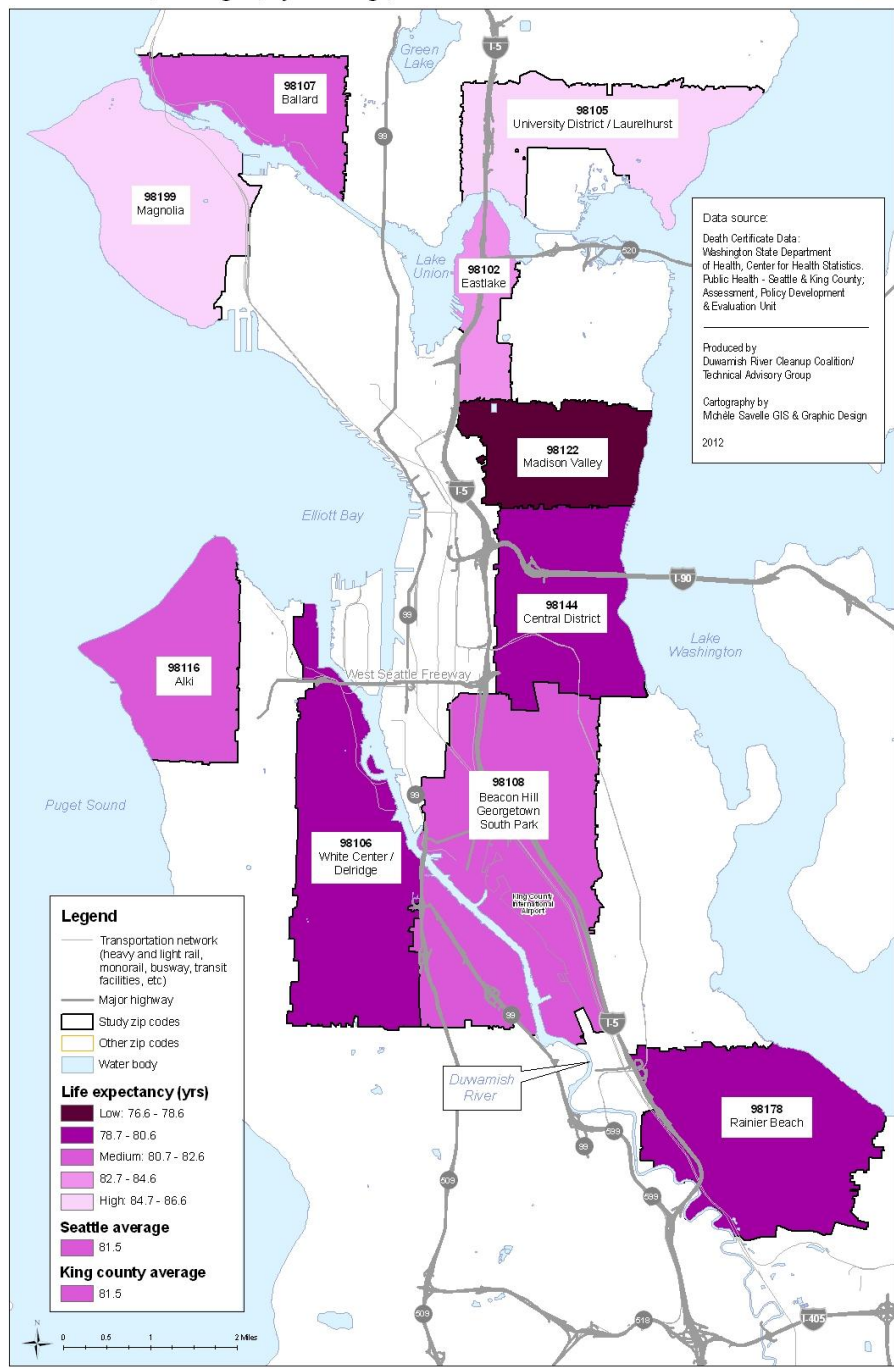 Green
Lake
I-5
98107
Ballard
99
98105
University District / Laurelhurst
98199
Magnolia
Lake
Union
98102
Eastlake
520
Data source:
Death Certificate Data:
Washington State Department
of Health, Center for Health Statistics.
Public Health - Seattle & King County;
Assessment, Policy Development
& Evaluation Unit
Produced by
Duwamish River Cleanup Coalition/
Technical Advisory Group
Cartography by
Michéle Savelle GIS & Graphic Design
2012
98122
Madison Valley
I-5
Elliott Bay
I-90
98144
Central District
99
Lake
Washington
98116
Alki
West Seattle Freeway
98108
Beacon Hill
Georgetown
South Park
99
Puget Sound
98106
White Center /
Delridge
King County
International
Airport
99
I-5
Duwamish
River
98178
Rainier Beach
599
99
509
599
509
518
I-405
Legend
Transportation network
(heavy and light rail,
monorail, busway, transit
facilities, etc)
Major highway
Study zip codes
Other zip codes
Water body
Life expectancy (yrs)
Low: 76.6 - 78.6
78.7 - 80.6
Medium: 80.7 - 82.6
82.7 - 84.6
High: 84.7 - 86.6
Seattle average
81.5
King county average
81.5
N
0 0.5 1 2 Miles